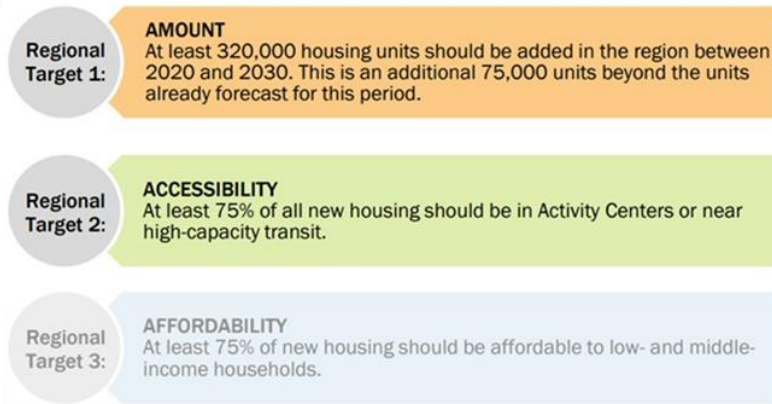 Regional
Target 1:
AMOUNT
At least 320,000 housing units should be added in the region between
2020 and 2030. This is an additional 75,000 units beyond the units
already forecast for this period.
Regional
Target 2:
ACCESSIBILITY
At least 75% of all new housing should be in Activity Centers or near
high-capacity transit.
Regional
Target 3:
AFFORDABILITY
At least 75% of new housing should be affordable to low- and middle-
income households.